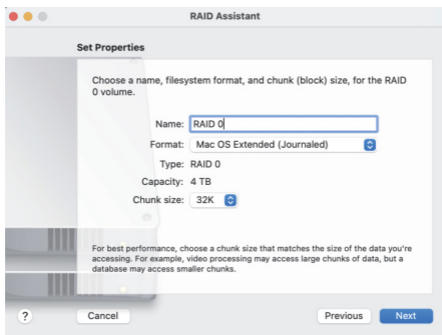 RAID Assistant
Set Properties
Choose a name, filesystem format, and chunk (block) size, for the RAID
0 volume.
Name: RAID 0
Format: Mac OS Extended (Journaled)
Type: RAID 0
Capacity: 4 TB
Chunk size: 32K
For best performance, choose a chunk size that matches the size of the data you're
accessing. For example, video processing may access large chunks of data, but a
database may access smaller chunks.
? Cancel Previous Next